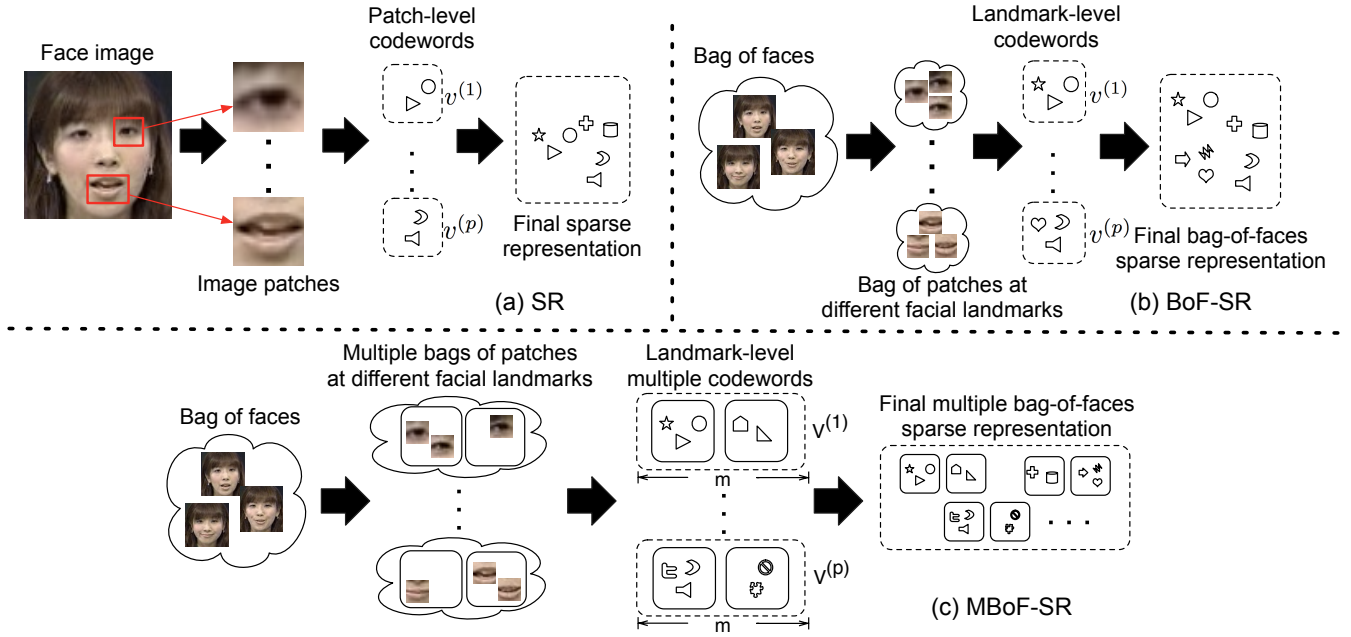 Face image
Patch-level
codewords
v^(1)
v^(p)
Final sparse
representation
Image patches
(a) SR
Bag of faces
Landmark-level
codewords
v^(1)
v^(p)
Final bag-of-faces
sparse representation
Bag of patches at
different facial landmarks
(b) BoF-SR
Bag of faces
Multiple bags of patches
at different facial landmarks
Landmark-level
multiple codewords
V^(1)
m
V^(p)
m
Final multiple bag-of-faces
sparse representation
(c) MBoF-SR